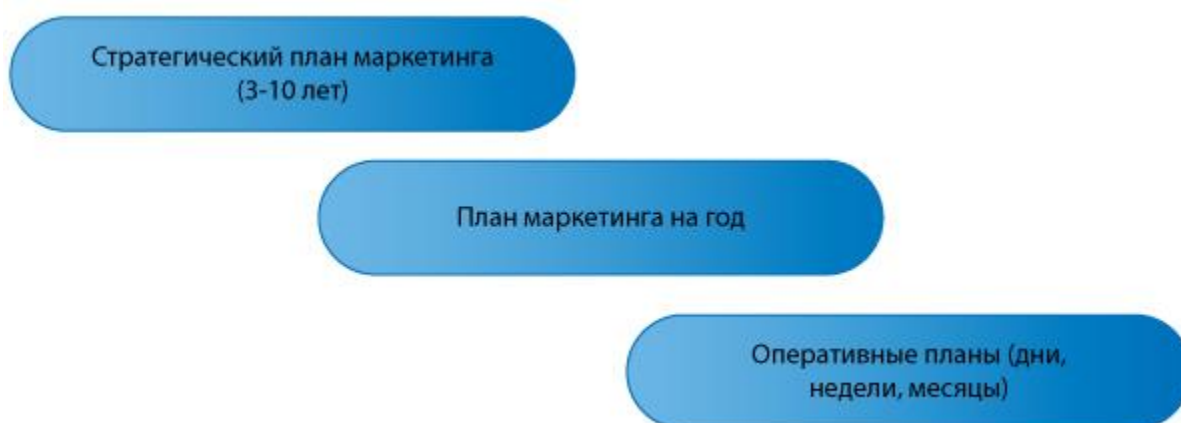 Стратегический план маркетинга
(3-10 лет)
План маркетинга на год
Оперативные планы (дни,
недели, месяцы)